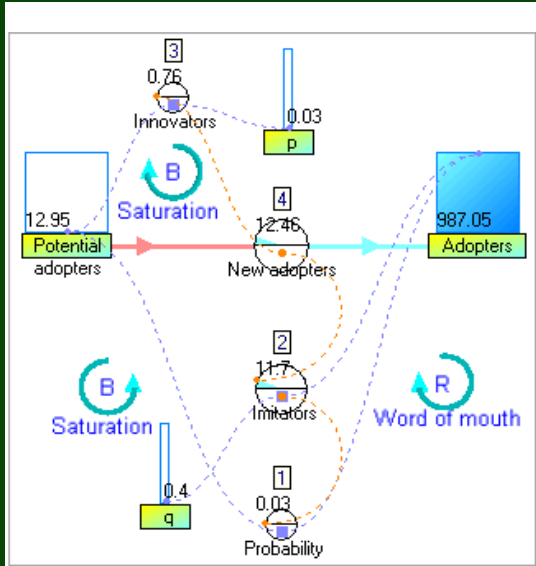 3
0.76
Innovators
0.03
p
B
Saturation
12.95
Potential
adopters
4
12.46
New adopters
987.05
Adopters
2
11.7
Imitators
B
Saturation
R
Word of mouth
0.4
q
1
0.03
Probability